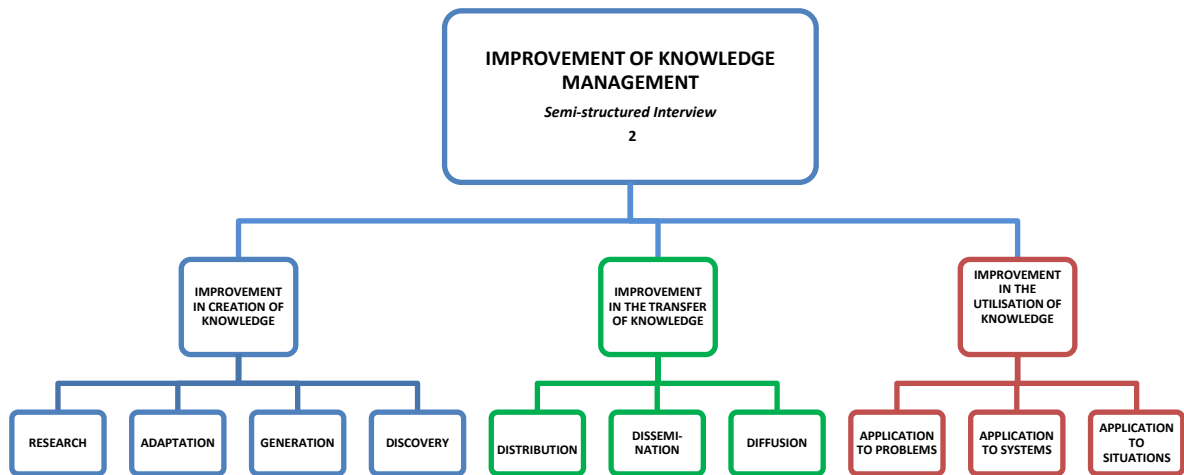 IMPROVEMENT OF KNOWLEDGE
MANAGEMENT
Semi-structured Interview
2
IMPROVEMENT
IN CREATION OF
KNOWLEDGE
IMPROVEMENT
IN THE TRANSFER
OF KNOWLEDGE
IMPROVEMENT
IN THE
UTILISATION OF
KNOWLEDGE
RESEARCH
ADAPTATION
GENERATION
DISCOVERY
DISTRIBUTION
DISSEMI-
NATION
DIFFUSION
APPLICATION
TO PROBLEMS
APPLICATION
TO SYSTEMS
APPLICATION
TO
SITUATIONS